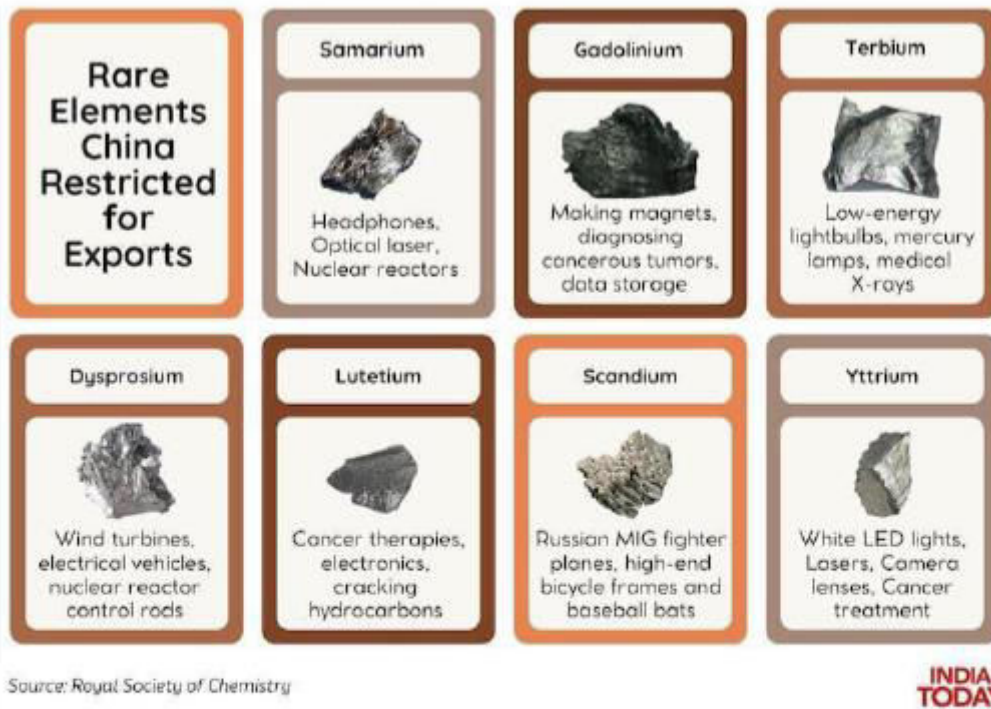 Rare
Elements
China
Restricted
for
Exports
Samarium
Headphones,
Optical laser,
Nuclear reactors
Gadolinium
Making magnets,
diagnosing
cancerous tumors,
data storage
Terbium
Low-energy
lightbulbs, mercury
lamps, medical
X-rays
Dysprosium
Wind turbines,
electrical vehicles,
nuclear reactor
control rods
Lutetium
Cancer therapies,
electronics,
cracking
hydrocarbons
Scandium
Russian MIG fighter
planes, high-end
bicycle frames and
baseball bats
Yttrium
White LED lights,
Lasers, Camera
lenses, Cancer
treatment
Source: Royal Society of Chemistry
INDIA
TODAY